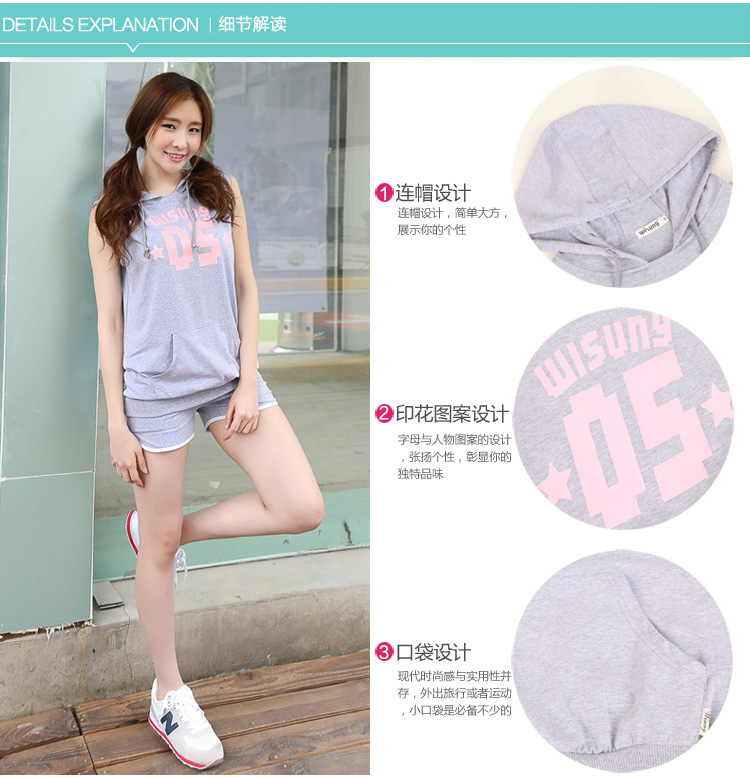 DETAILS EXPLANATION | 细节解读
wisvng
05
N
1 连帽设计
连帽设计，简单大方，
展示你的个性
wisvng
2 印花图案设计
字母与人物图案的设计
，张扬个性，彰显你的
独特品味
wisvng
05
3 口袋设计
现代时尚感与实用性并
存，外出旅行或者运动
，小口袋是必备不少的